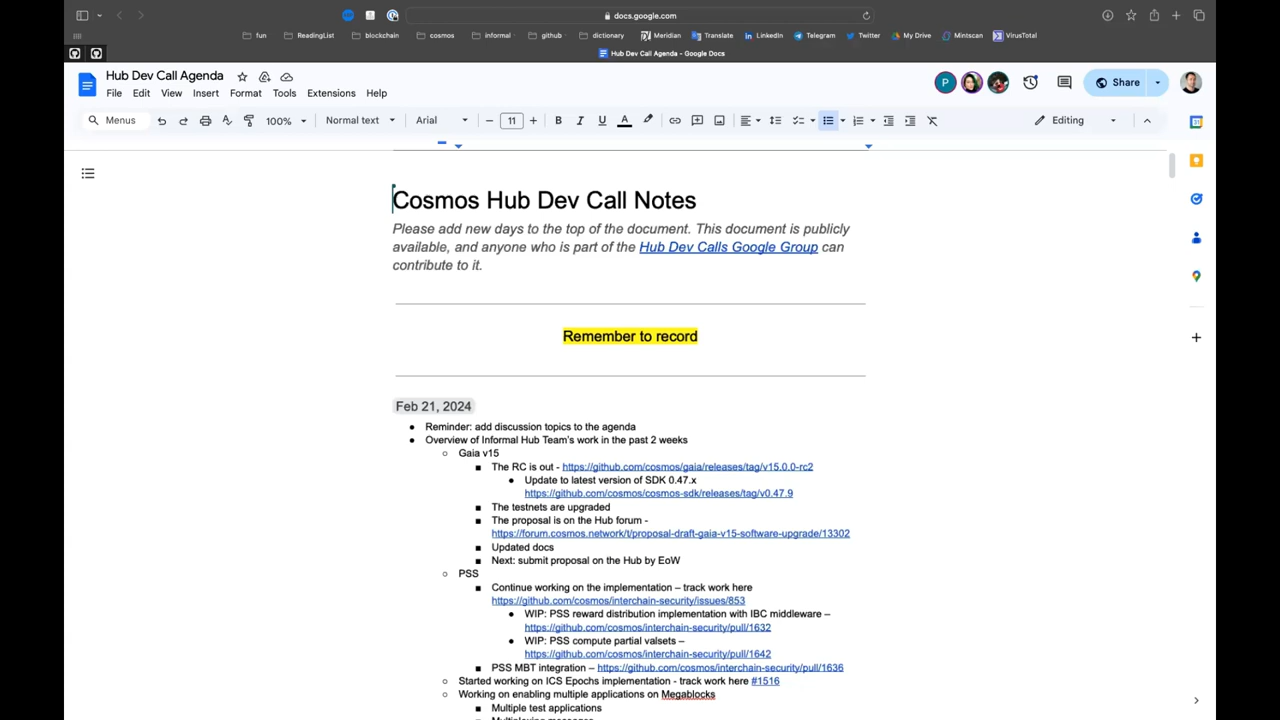 docs.google.com
fun
ReadingList
blockchain
cosmos
informal
github
dictionary
Meridian
Translate
LinkedIn
Telegram
Twitter
My Drive
Mintscan
VirusTotal
Hub Dev Call Agenda - Google Docs
Hub Dev Call Agenda
File Edit View Insert Format Tools Extensions Help
P
Share
Menus
100%
Normal text
Arial
11
B I U A
Editing
Cosmos Hub Dev Call Notes
Please add new days to the top of the document. This document is publicly
available, and anyone who is part of the Hub Dev Calls Google Group can
contribute to it.
Remember to record
Feb 21, 2024
Reminder: add discussion topics to the agenda
Overview of Informal Hub Team's work in the past 2 weeks
Gaia v15
The RC is out - https://github.com/cosmos/gaia/releases/tag/v15.0.0-rc2
Update to latest version of SDK 0.47.x
https://github.com/cosmos/cosmos-sdk/releases/tag/v0.47.9
The testnets are upgraded
The proposal is on the Hub forum -
https://forum.cosmos.network/t/proposal-draft-gaia-v15-software-upgrade/13302
Updated docs
Next: submit proposal on the Hub by EoW
PSS
Continue working on the implementation – track work here
https://github.com/cosmos/interchain-security/issues/853
WIP: PSS reward distribution implementation with IBC middleware –
https://github.com/cosmos/interchain-security/pull/1632
WIP: PSS compute partial valsets –
https://github.com/cosmos/interchain-security/pull/1642
PSS MBT integration – https://github.com/cosmos/interchain-security/pull/1636
Started working on ICS Epochs implementation - track work here #1516
Working on enabling multiple applications on Megablocks
Multiple test applications
Multiplexing messages